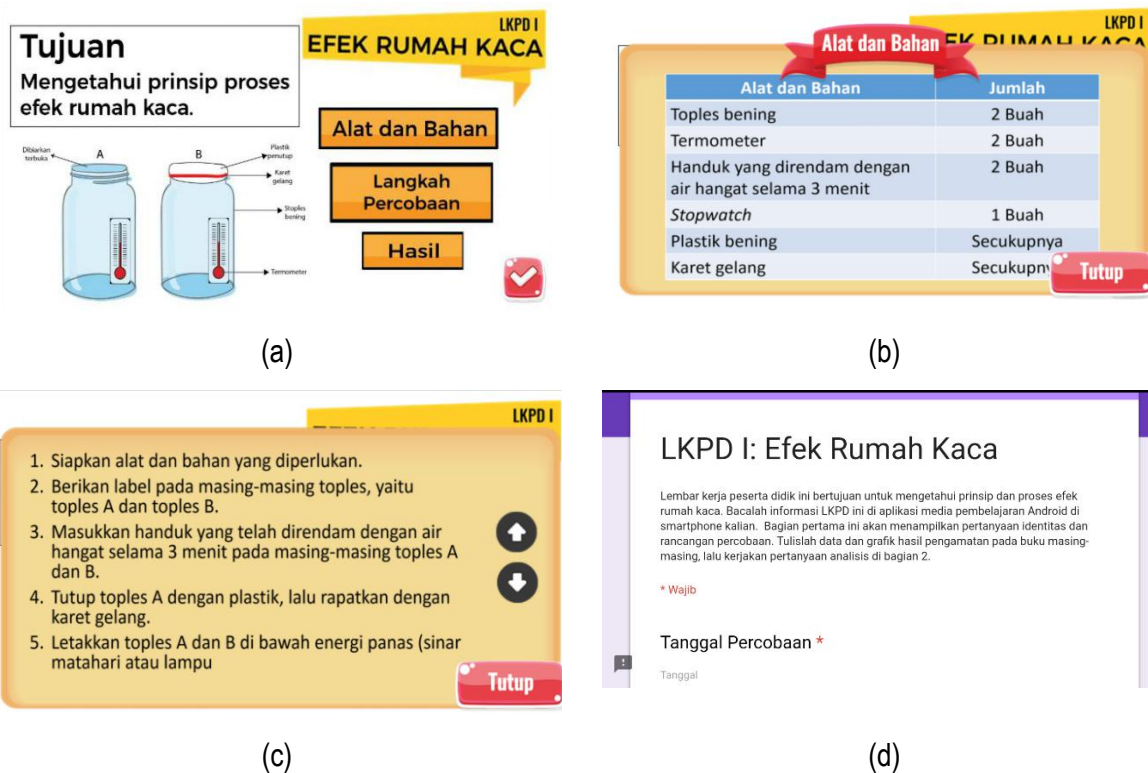 LKPD I
EFEK RUMAH KACA
Tujuan
Mengetahui prinsip proses
efek rumah kaca.
Dibiarkan
terbuka
A
B
Plastik
penutup
Karet
gelang
Stoples
bening
Termometer
Alat dan Bahan
Langkah
Percobaan
Hasil
(a)
LKPD I
EK RUMAH KACA
Alat dan Bahan
Alat dan Bahan Jumlah
Toples bening 2 Buah
Termometer 2 Buah
Handuk yang direndam dengan 2 Buah
air hangat selama 3 menit
Stopwatch 1 Buah
Plastik bening Secukupnya
Karet gelang Secukupn
Tutup
(b)
LKPD I
1. Siapkan alat dan bahan yang diperlukan.
2. Berikan label pada masing-masing toples, yaitu
toples A dan toples B.
3. Masukkan handuk yang telah direndam dengan air
hangat selama 3 menit pada masing-masing toples A
dan B.
4. Tutup toples A dengan plastik, lalu rapatkan dengan
karet gelang.
5. Letakkan toples A dan B di bawah energi panas (sinar
matahari atau lampu
Tutup
(c)
LKPD I: Efek Rumah Kaca
Lembar kerja peserta didik ini bertujuan untuk mengetahui prinsip dan proses efek
rumah kaca. Bacalah informasi LKPD ini di aplikasi media pembelajaran Android di
smartphone kalian. Bagian pertama ini akan menampilkan pertanyaan identitas dan
rancangan percobaan. Tulislah data dan grafik hasil pengamatan pada buku masing-
masing, lalu kerjakan pertanyaan analisis di bagian 2.
* Wajib
Tanggal Percobaan *
Tanggal
(d)